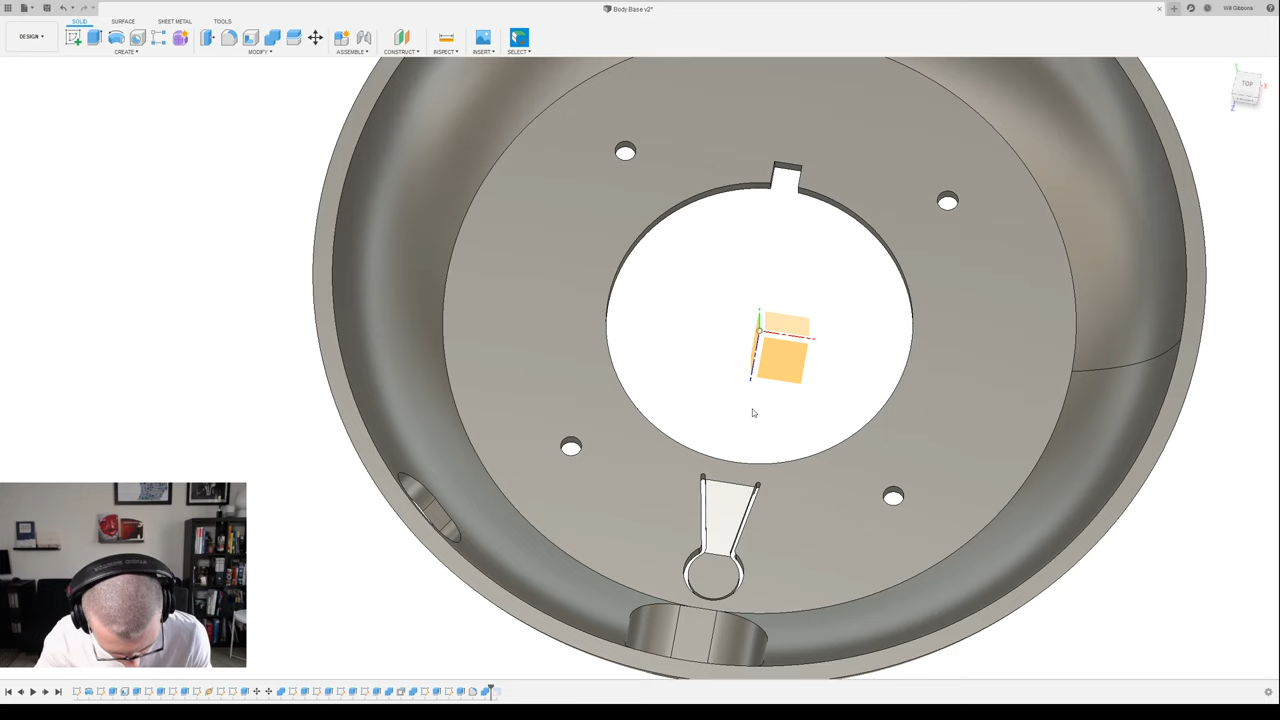 Body Base v2*
Will Gibbons
SOLID
SURFACE
SHEET METAL
TOOLS
DESIGN
CREATE
MODIFY
ASSEMBLE
CONSTRUCT
INSPECT
INSERT
SELECT
TOP
Y
X
Z